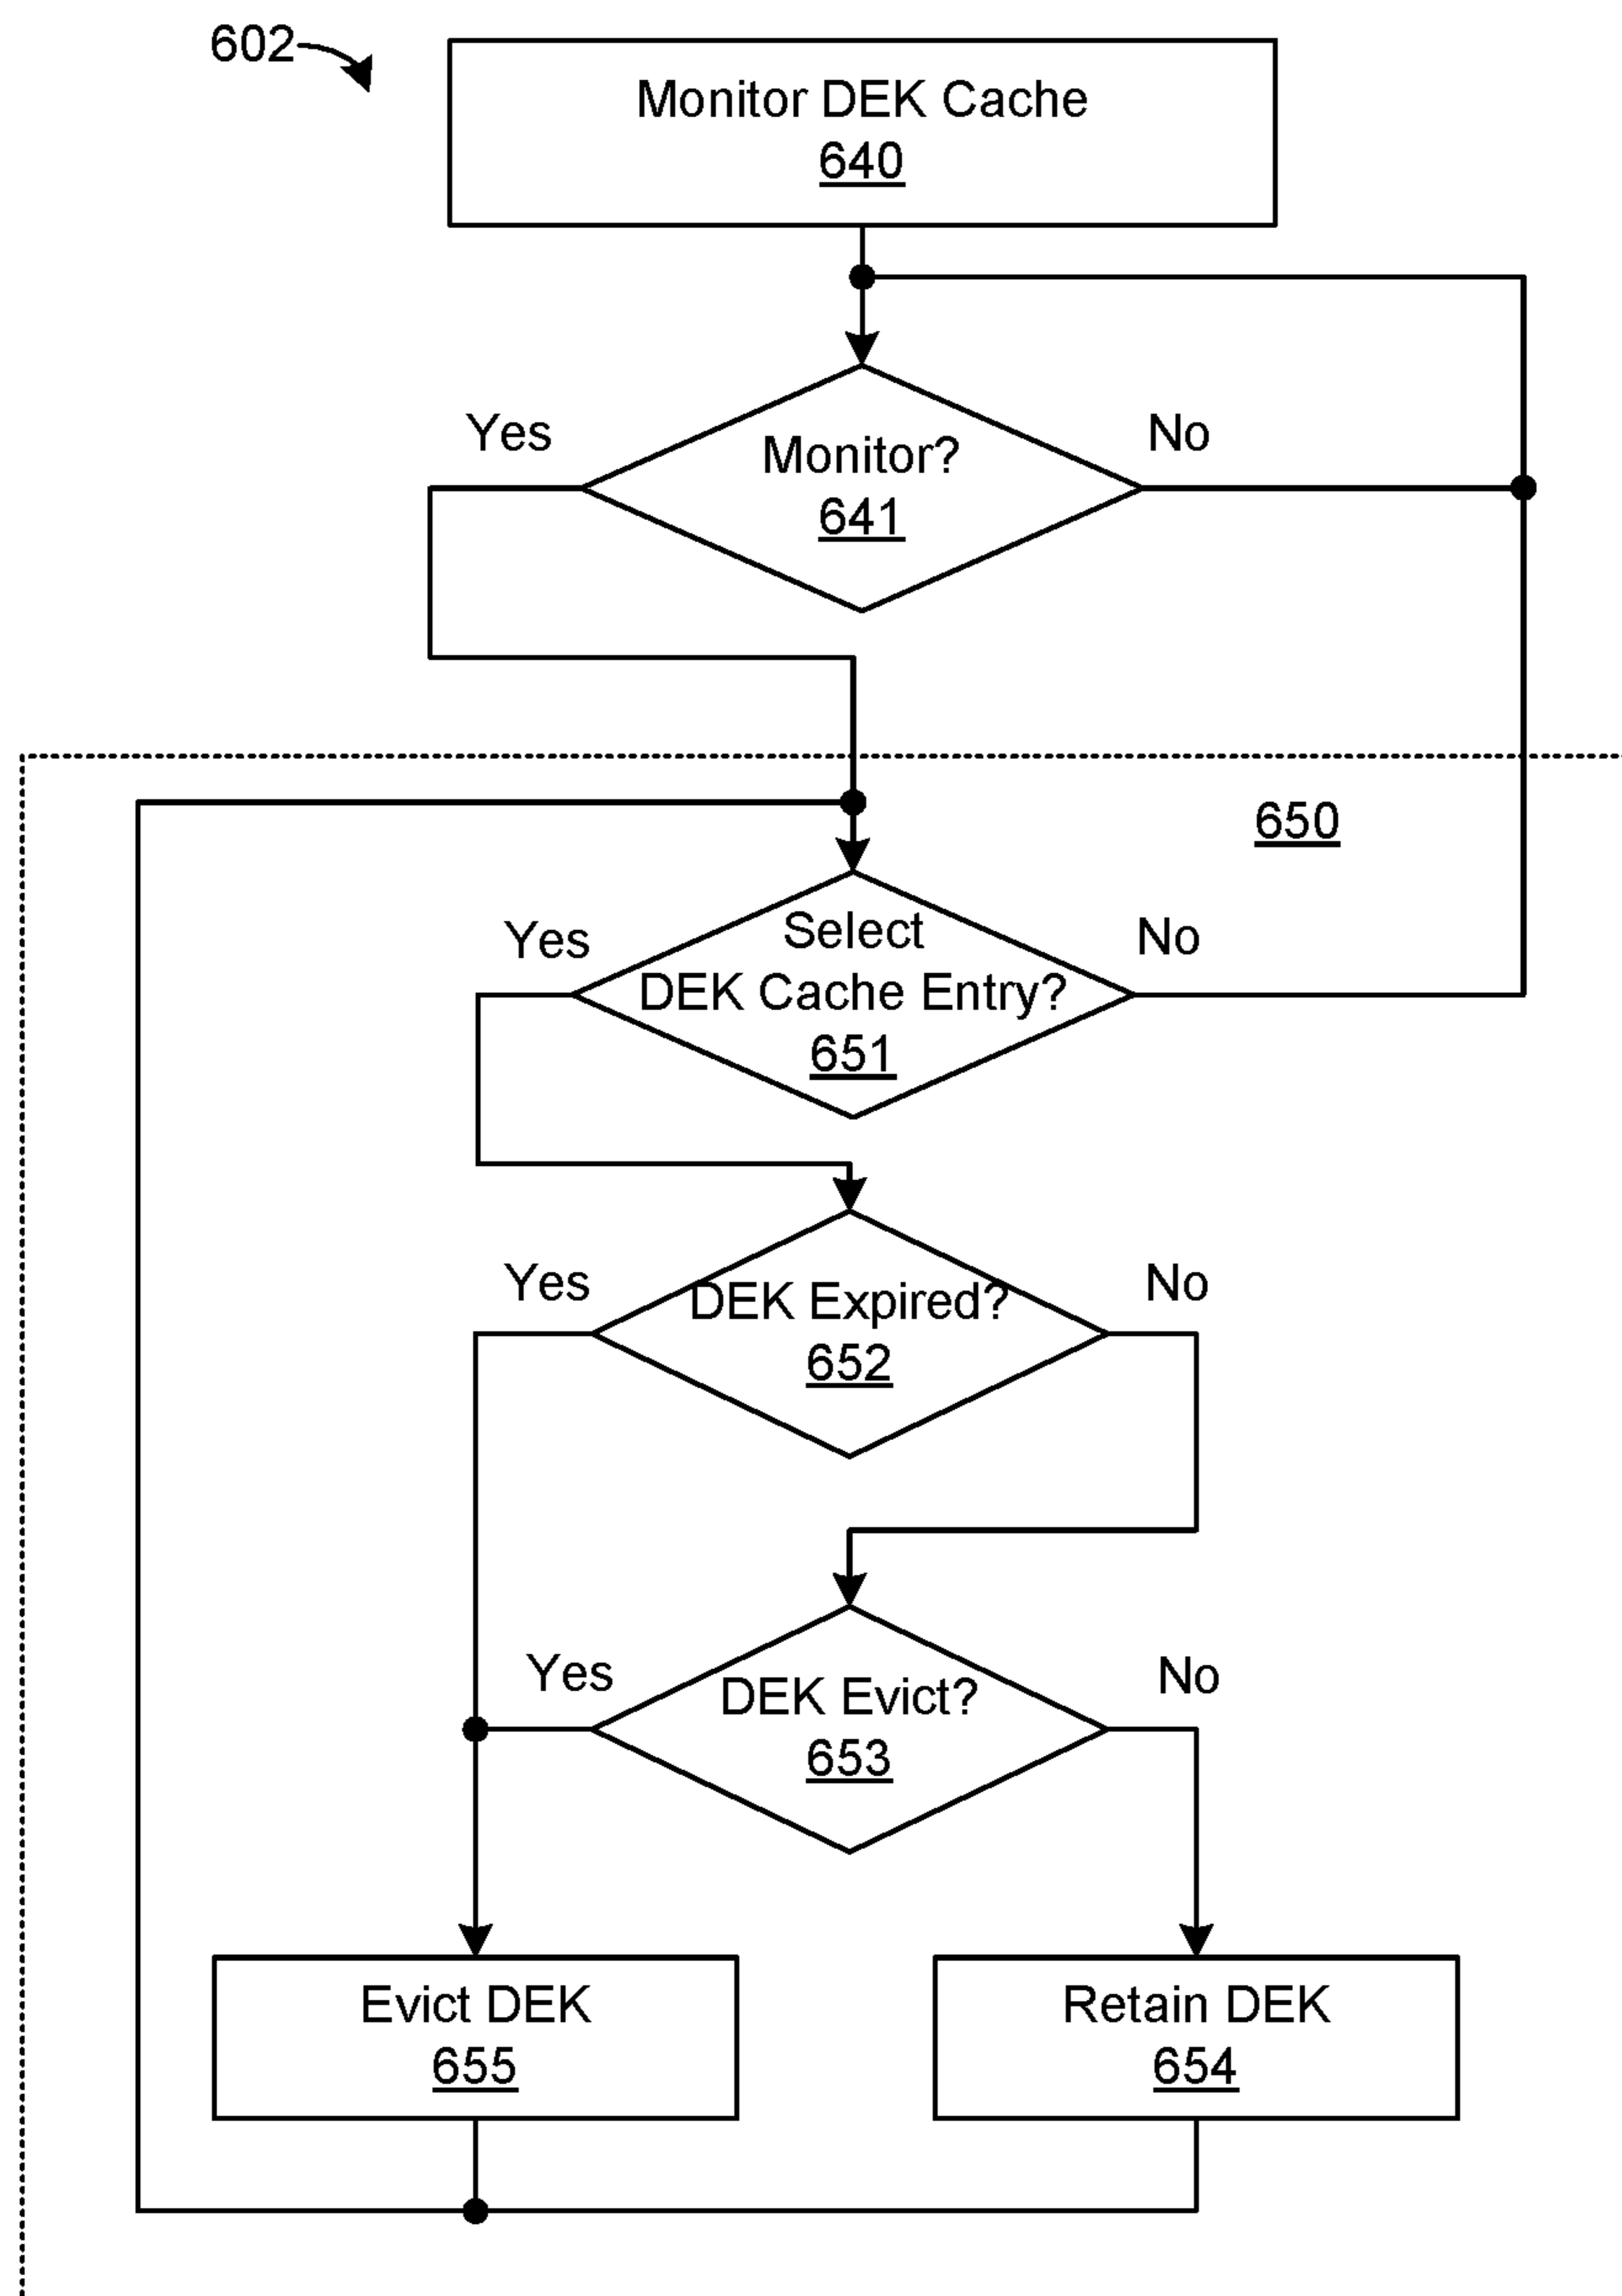 602
Monitor DEK Cache
640
Yes
No
Monitor?
641
650
Yes
No
Select
DEK Cache Entry?
651
Yes
No
DEK Expired?
652
Yes
No
DEK Evict?
653
Evict DEK
655
Retain DEK
654